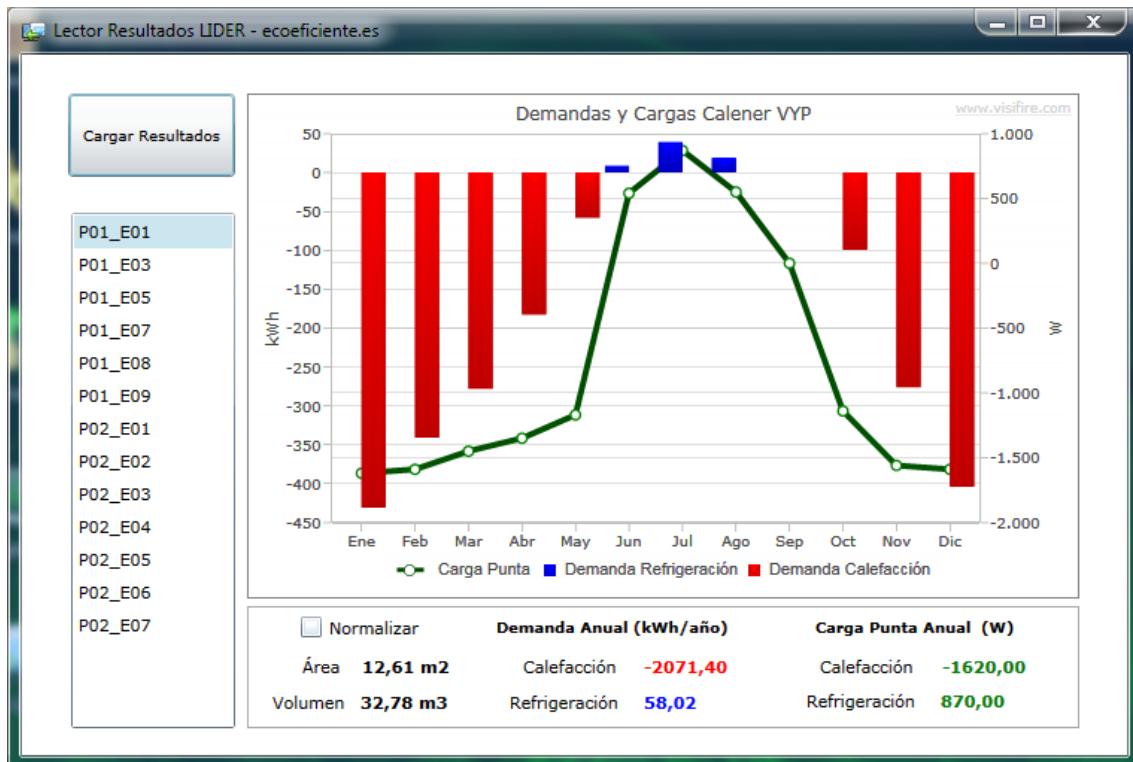 Lector Resultados LIDER - ecoeficiente.es
Cargar Resultados
P01_E01
P01_E03
P01_E05
P01_E07
P01_E08
P01_E09
P02_E01
P02_E02
P02_E03
P02_E04
P02_E05
P02_E06
P02_E07
Demandas y Cargas Calener VYP
www.visifire.com
kWh
50
0
-50
-100
-150
-200
-250
-300
-350
-400
-450
1.000
500
0
-500
-1.000
-1.500
-2.000
W
Ene Feb Mar Abr May Jun Jul Ago Sep Oct Nov Dic
Carga Punta Demanda Refrigeración Demanda Calefacción
Normalizar Demanda Anual (kWh/año) Carga Punta Anual (W)
Área 12,61 m2 Calefacción -2071,40 Calefacción -1620,00
Volumen 32,78 m3 Refrigeración 58,02 Refrigeración 870,00